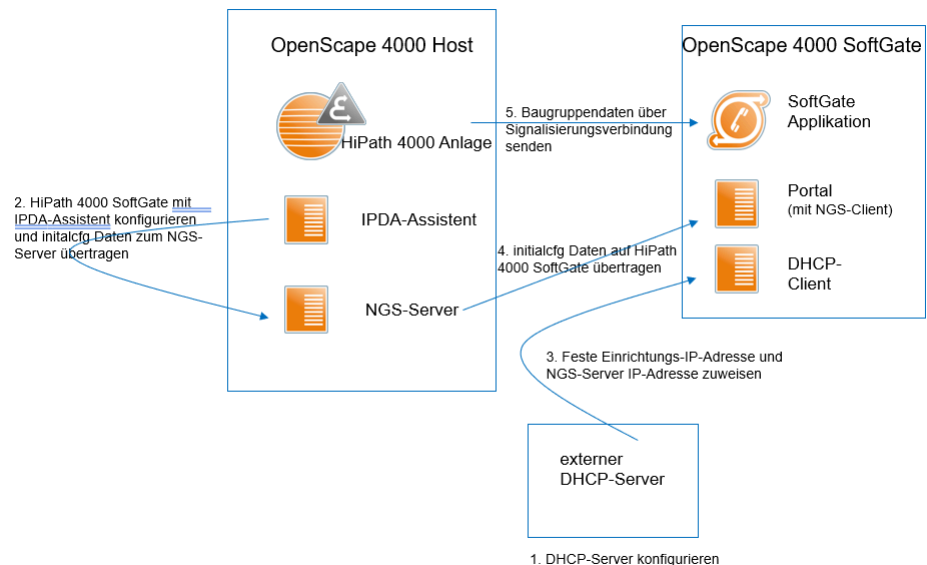 OpenScape 4000 Host
OpenScape 4000 SoftGate
HiPath 4000 Anlage
5. Baugruppendaten über
Signalisierungsverbindung
senden
SoftGate
Applikation
2. HiPath 4000 SoftGate mit
IPDA-Assistent konfigurieren
und initalcfg Daten zum NGS-
Server übertragen
IPDA-Assistent
Portal
(mit NGS-Client)
4. initialcfg Daten auf HiPath
4000 SoftGate übertragen
DHCP-
Client
NGS-Server
3. Feste Einrichtungs-IP-Adresse und
NGS-Server IP-Adresse zuweisen
externer
DHCP-Server
1. DHCP-Server konfigurieren